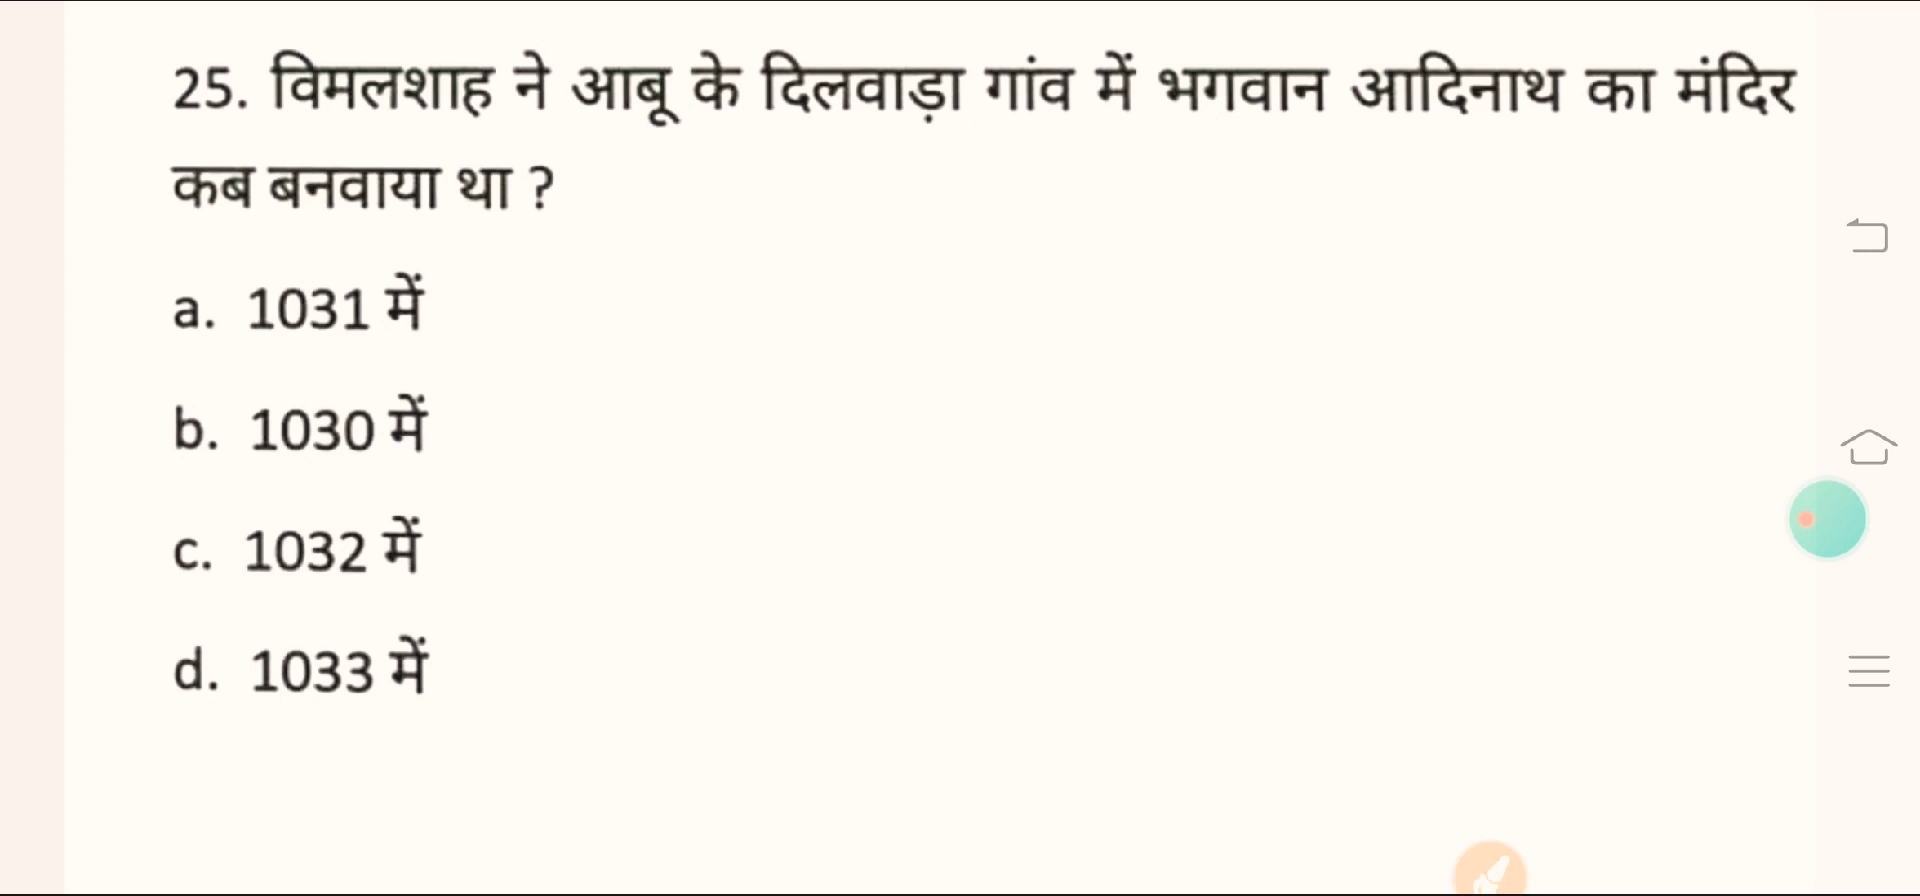 25. विमलशाह ने आबू के दिलवाड़ा गांव में भगवान आदिनाथ का मंदिर
कब बनवाया था ?
a. 1031 में
b. 1030 में
c. 1032 में
d. 1033 में